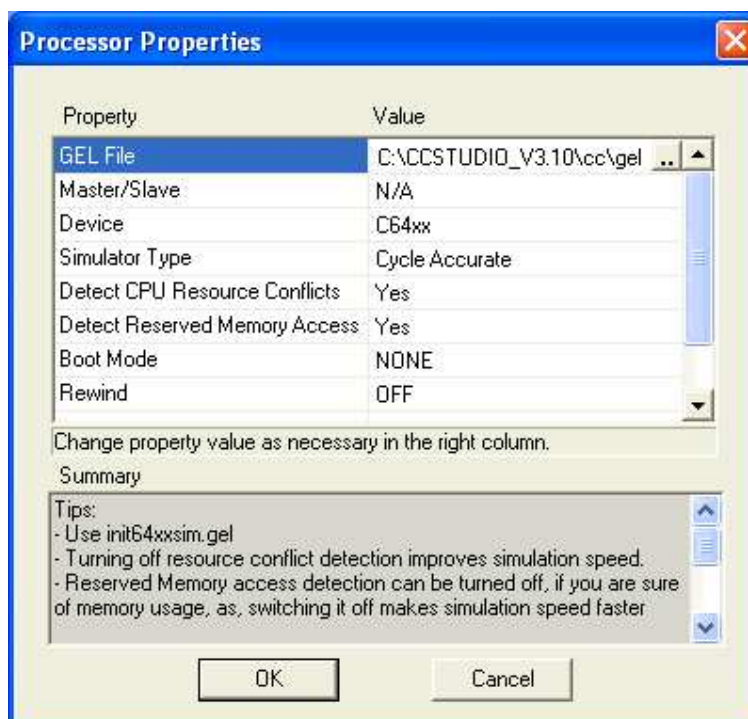 Processor Properties
Property Value
GEL File C:\CCSTUDIO_V3.10\cc\gel ..
Master/Slave N/A
Device C64xx
Simulator Type Cycle Accurate
Detect CPU Resource Conflicts Yes
Detect Reserved Memory Access Yes
Boot Mode NONE
Rewind OFF
Change property value as necessary in the right column.
Summary
Tips:
- Use init64xxsim.gel
- Turning off resource conflict detection improves simulation speed.
- Reserved Memory access detection can be turned off, if you are sure
of memory usage, as, switching it off makes simulation speed faster
OK Cancel